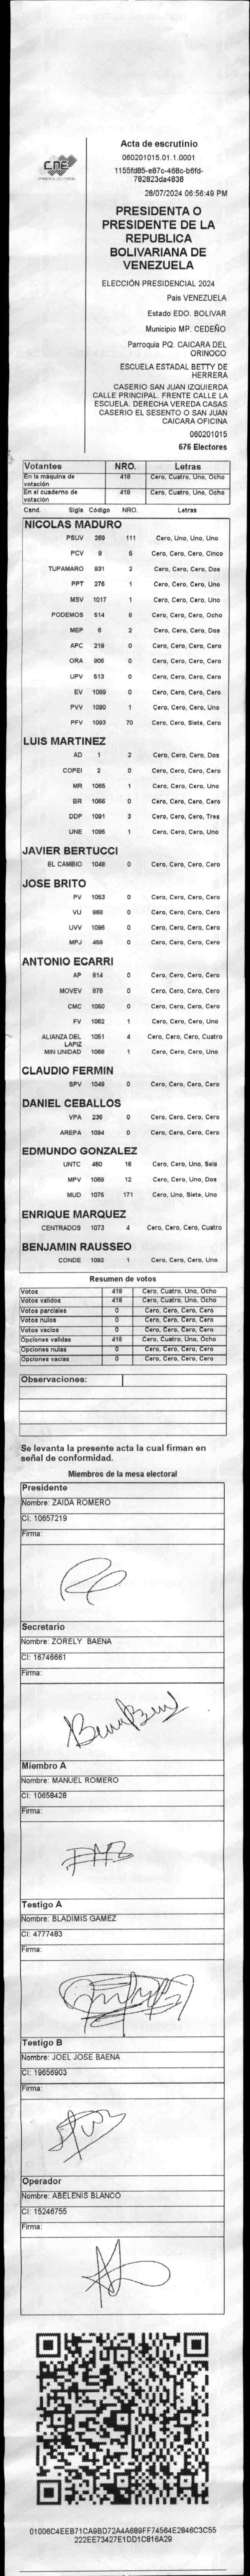 CNE
Acta de escrutinio
060201015.01.1.0001
1155fd85-e87c-468c-b6fd-
782823da4838
28/07/2024 06:56:49 PM
PRESIDENTA O
PRESIDENTE DE LA
REPUBLICA
BOLIVARIANA DE
VENEZUELA
ELECCIÓN PRESIDENCIAL 2024
Pais VENEZUELA
Estado EDO. BOLIVAR
Municipio MP. CEDEÑO
Parroquia PQ. CAICARA DEL
ORINOCO
ESCUELA ESTADAL BETTY DE
HERRERA
CASERIO SAN JUAN IZQUIERDA
CALLE PRINCIPAL. FRENTE CALLE LA
ESCUELA. DERECHA VEREDA CASAS
CASERIO EL SESENTO O SAN JUAN
CAICARA OFICINA
060201015
676 Electores
Votantes NRO. Letras
En la máquina de votación 418 Cero, Cuatro, Uno, Ocho
En el cuaderno de votación 418 Cero, Cuatro, Uno, Ocho
Cand. Sigla Código NRO. Letras
NICOLAS MADURO
PSUV 269 111 Cero, Uno, Uno, Uno
PCV 9 5 Cero, Cero, Cero, Cinco
TUPAMARO 931 2 Cero, Cero, Cero, Dos
PPT 276 1 Cero, Cero, Cero, Uno
MSV 1017 1 Cero, Cero, Cero, Uno
PODEMOS 514 8 Cero, Cero, Cero, Ocho
MEP 6 2 Cero, Cero, Cero, Dos
APC 219 0 Cero, Cero, Cero, Cero
ORA 906 0 Cero, Cero, Cero, Cero
UPV 613 0 Cero, Cero, Cero, Cero
EV 1089 0 Cero, Cero, Cero, Cero
PVV 1090 1 Cero, Cero, Cero, Uno
PFV 1093 70 Cero, Cero, Siete, Cero
LUIS MARTINEZ
AD 1 2 Cero, Cero, Cero, Dos
COPEI 2 0 Cero, Cero, Cero, Cero
MR 1065 1 Cero, Cero, Cero, Uno
BR 1066 0 Cero, Cero, Cero, Cero
DDP 1091 3 Cero, Cero, Cero, Tres
UNE 1095 1 Cero, Cero, Cero, Uno
JAVIER BERTUCCI
EL CAMBIO 1048 0 Cero, Cero, Cero, Cero
JOSE BRITO
PV 1053 0 Cero, Cero, Cero, Cero
VU 868 0 Cero, Cero, Cero, Cero
UVV 1096 0 Cero, Cero, Cero, Cero
MPJ 458 0 Cero, Cero, Cero, Cero
ANTONIO ECARRI
AP 814 0 Cero, Cero, Cero, Cero
MOVEV 878 0 Cero, Cero, Cero, Cero
CMC 1050 0 Cero, Cero, Cero, Cero
FV 1062 1 Cero, Cero, Cero, Uno
ALIANZA DEL 1051 4 Cero, Cero, Cero, Cuatro
LAPIZ
MIN UNIDAD 1068 1 Cero, Cero, Cero, Uno
CLAUDIO FERMIN
SPV 1049 0 Cero, Cero, Cero, Cero
DANIEL CEBALLOS
VPA 236 0 Cero, Cero, Cero, Cero
AREPA 1094 0 Cero, Cero, Cero, Cero
EDMUNDO GONZALEZ
UNTC 460 16 Cero, Cero, Uno, Seis
MPV 1069 12 Cero, Cero, Uno, Dos
MUD 1075 171 Cero, Uno, Siete, Uno
ENRIQUE MARQUEZ
CENTRADOS 1073 4 Cero, Cero, Cero, Cuatro
BENJAMIN RAUSSEO
CONDE 1092 1 Cero, Cero, Cero, Uno
Resumen de votos
Votos 418 Cero, Cuatro, Uno, Ocho
Votos validos 418 Cero, Cuatro, Uno, Ocho
Votos parciales 0 Cero, Cero, Cero, Cero
Votos nulos 0 Cero, Cero, Cero, Cero
Votos vacios 0 Cero, Cero, Cero, Cero
Opciones validas 418 Cero, Cuatro, Uno, Ocho
Opciones nulas 0 Cero, Cero, Cero, Cero
Opciones vacias 0 Cero, Cero, Cero, Cero
Observaciones:
Se levanta la presente acta la cual firman en
señal de conformidad.
Miembros de la mesa electoral
Presidente
Nombre: ZAIDA ROMERO
CI: 10657219
Firma:
Secretario
Nombre: ZORELY BAENA
CI: 16746661
Firma:
Miembro A
Nombre: MANUEL ROMERO
CI: 10658428
Firma:
Testigo A
Nombre: BLADIMIS GAMEZ
CI: 4777483
Firma:
Testigo B
Nombre: JOEL JOSE BAENA
CI: 19656903
Firma:
Operador
Nombre: ABELENIS BLANCO
CI: 15246755
Firma:
01006C4EEB71CA9BD72A4A689FF74564E2846C3C55
222EE73427E1DD1C816A29